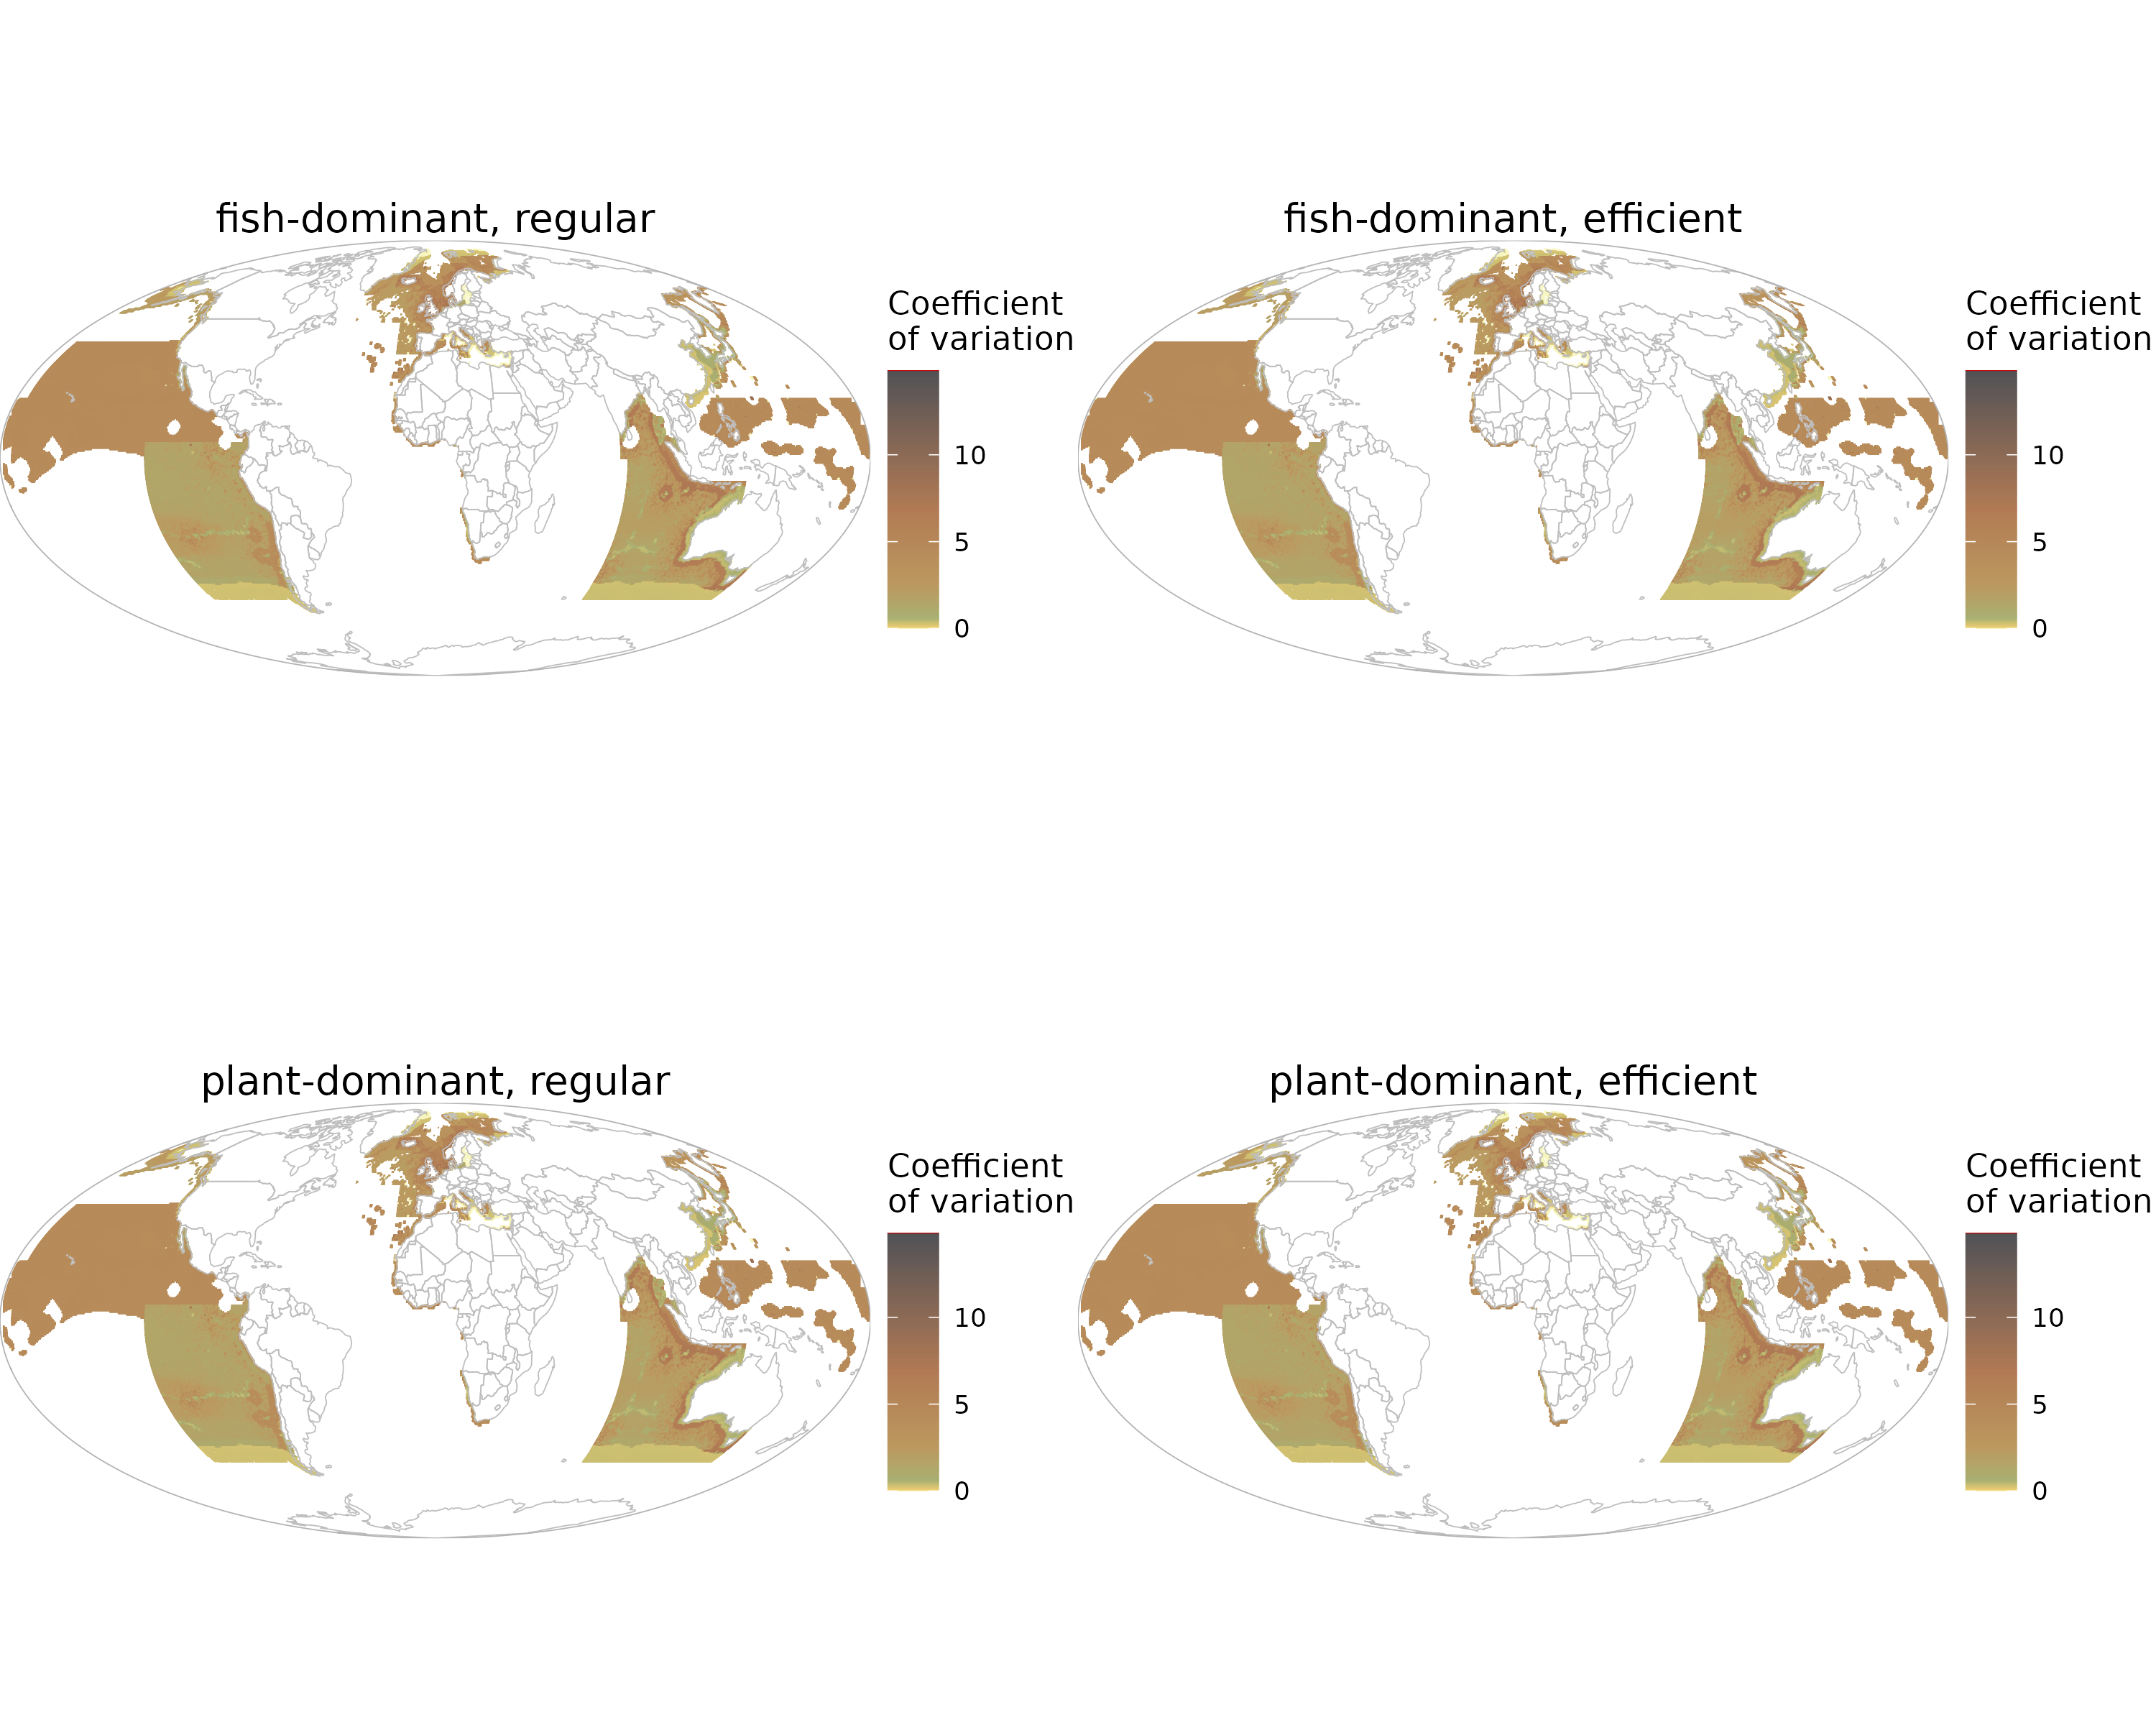 fish-dominant, regular
Coefficient
of variation
10
5
0
fish-dominant, efficient
Coefficient
of variation
10
5
0
plant-dominant, regular
Coefficient
of variation
10
5
0
plant-dominant, efficient
Coefficient
of variation
10
5
0